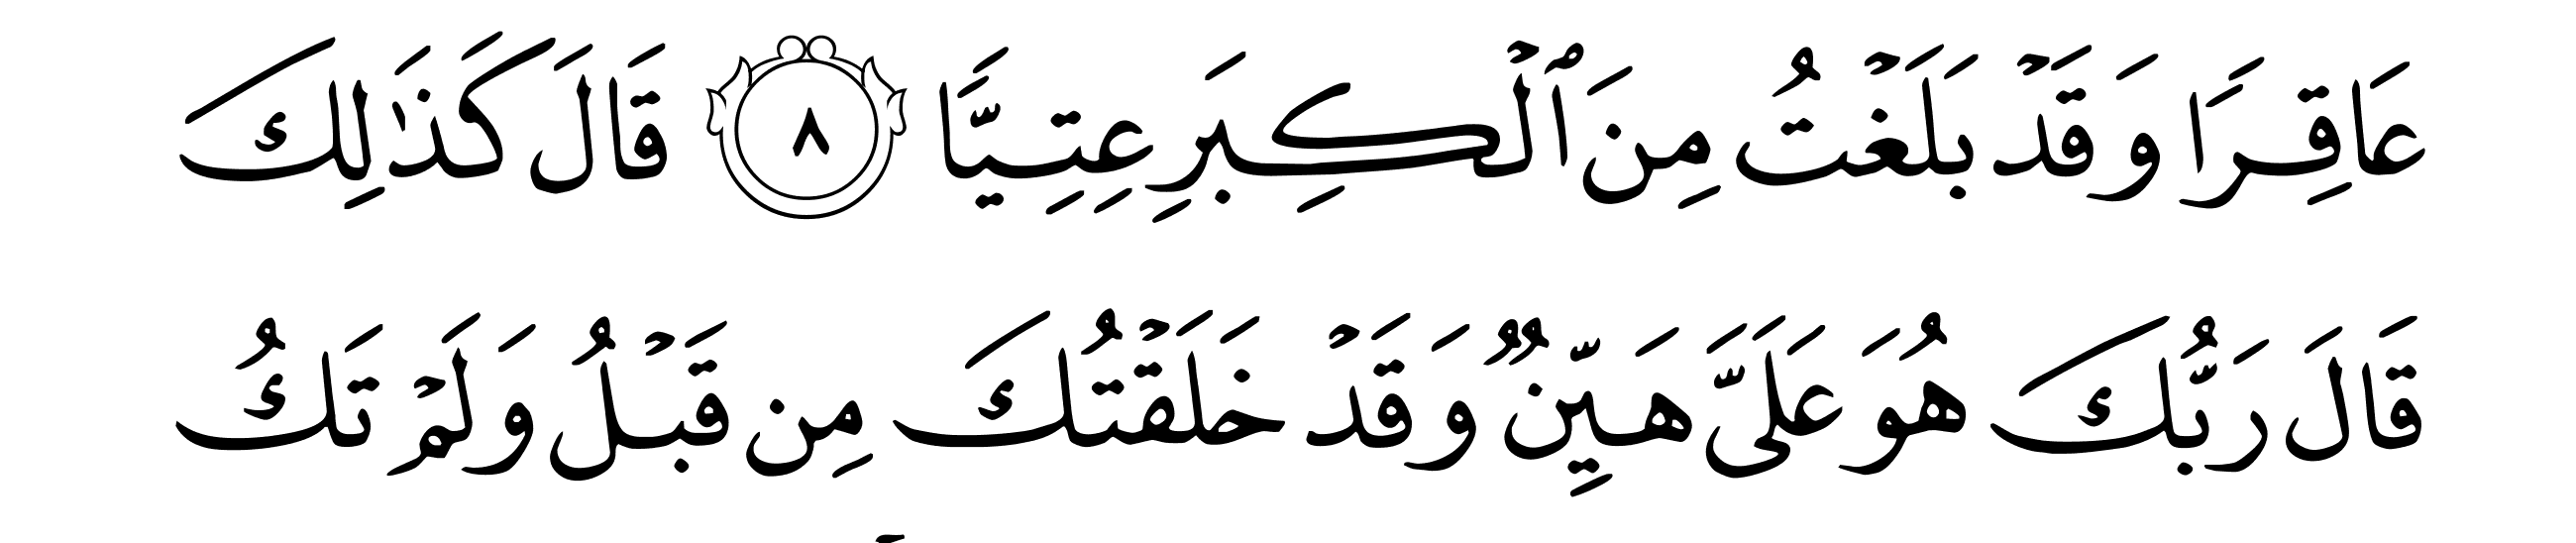 عَاقِرٗا وَقَدۡ بَلَغۡتُ مِنَ ٱلۡكِبَرِ عِتِيّٗا ٨ قَالَ كَذَٰلِكَ
قَالَ رَبُّكَ هُوَ عَلَيَّ هَيِّنٞ وَقَدۡ خَلَقۡتُكَ مِن قَبۡلُ وَلَمۡ تَكُ